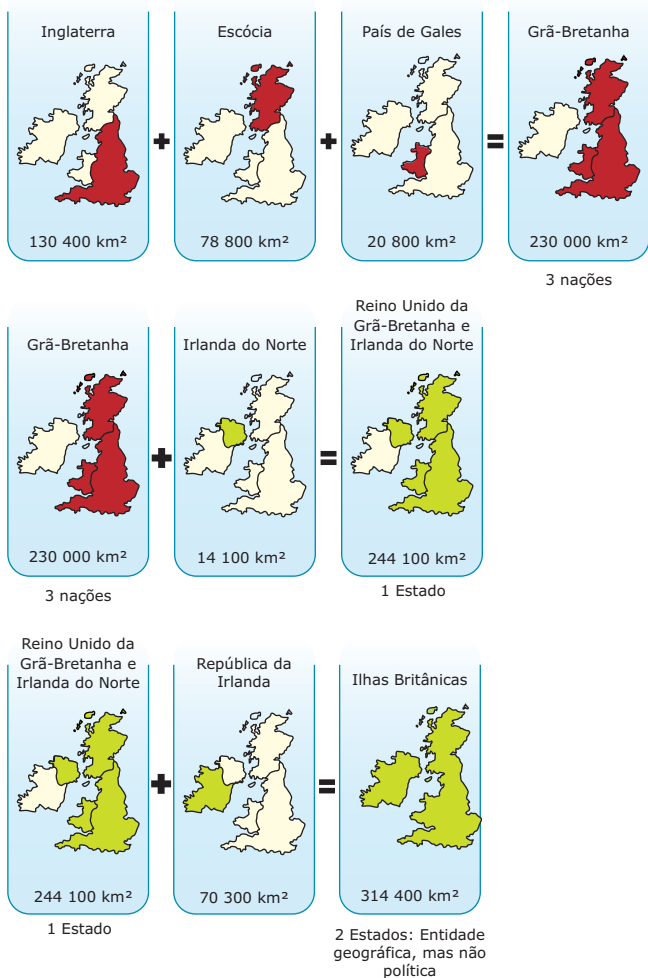 Inglaterra
Escócia
País de Gales
Grã-Bretanha
+
+
=
130 400 km²
78 800 km²
20 800 km²
230 000 km²
3 nações
Grã-Bretanha
Irlanda do Norte
Reino Unido da
Grã-Bretanha e
Irlanda do Norte
+
=
230 000 km²
14 100 km²
244 100 km²
3 nações
1 Estado
Reino Unido da
Grã-Bretanha e
Irlanda do Norte
República da
Irlanda
Ilhas Britânicas
+
=
244 100 km²
70 300 km²
314 400 km²
1 Estado
2 Estados: Entidade
geográfica, mas não
política